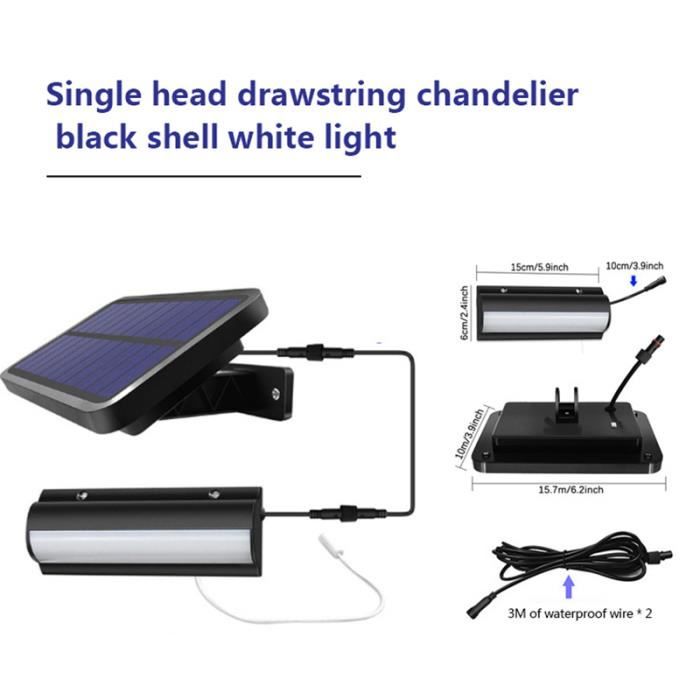 Single head drawstring chandelier
black shell white light
15cm/5.9inch
10cm/3.9inch
6cm/2.4inch
10m/3.9inch
15.7m/6.2inch
3M of waterproof wire * 2